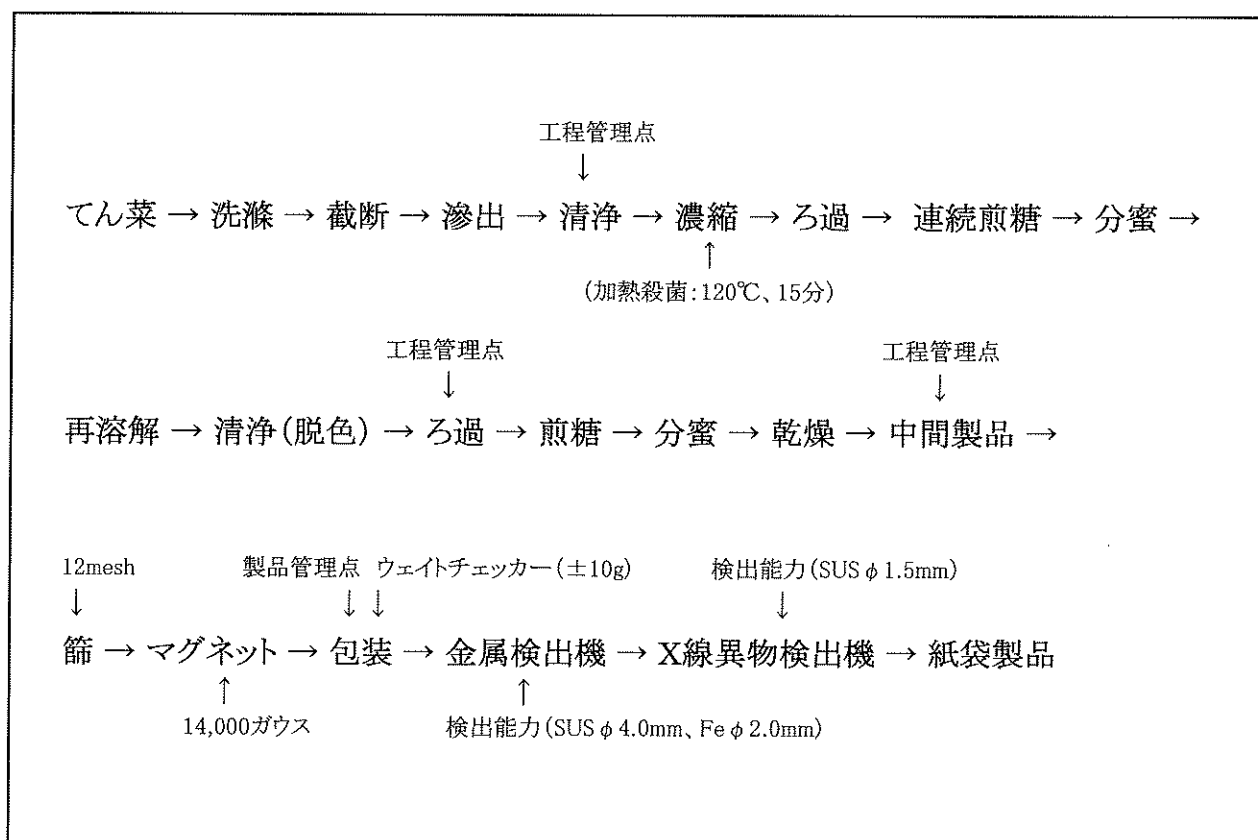 工程管理点
↓
てん菜 → 洗滌 → 截断 → 滲出 → 清浄 → 濃縮 → ろ過 → 連続煎糖 → 分蜜 →
↑
(加熱殺菌:120℃、15分)
工程管理点 工程管理点
↓ ↓
再溶解 → 清浄(脱色) → ろ過 → 煎糖 → 分蜜 → 乾燥 → 中間製品 →
12mesh 製品管理点 ウェイトチェッカー(±10g) 検出能力(SUSφ1.5mm)
↓ ↓ ↓ ↓
篩 → マグネット → 包装 → 金属検出機 → X線異物検出機 → 紙袋製品
↑ ↑
14,000ガウス 検出能力(SUSφ4.0mm、Feφ2.0mm)